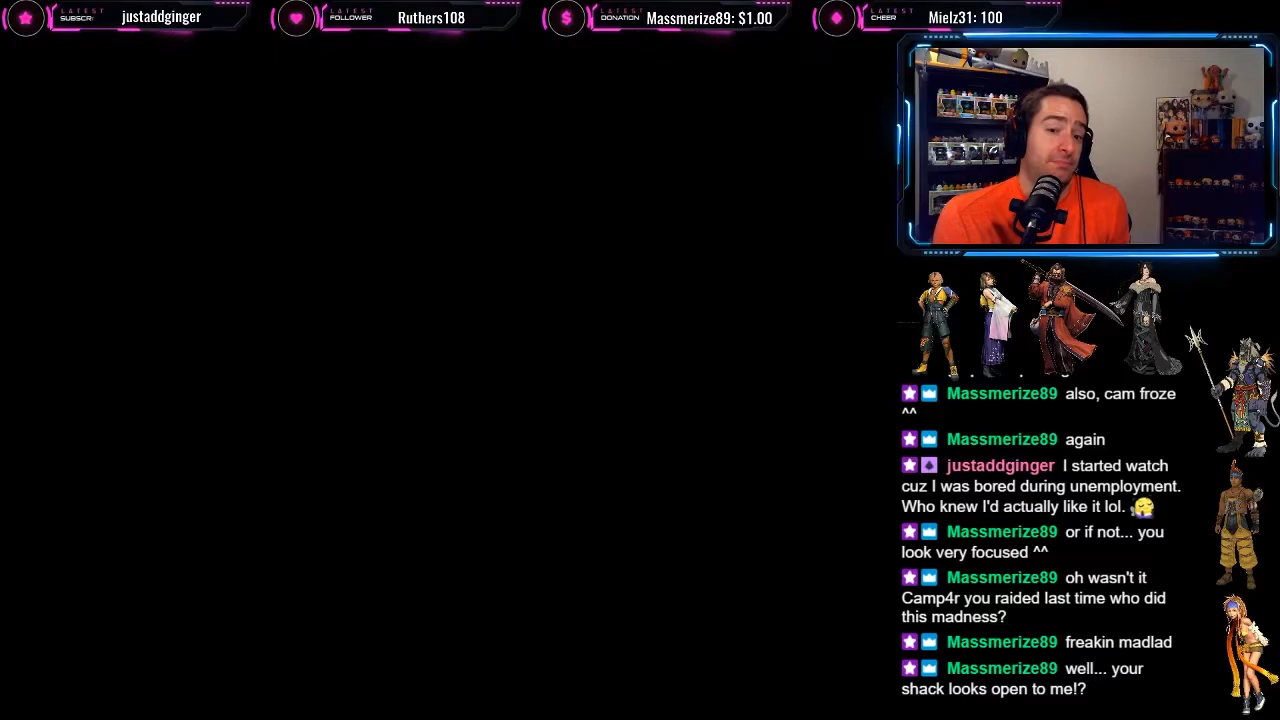 LATEST
SUBSCR:
justaddginger
LATEST
FOLLOWER
Ruthers108
LATEST
DONATION
Massmerize89: $1.00
LATEST
CHEER
Mielz31: 100
Massmerize89 also, cam froze
^^
Massmerize89 again
justaddginger I started watch
cuz I was bored during unemployment.
Who knew I'd actually like it lol.
Massmerize89 or if not... you
look very focused ^^
Massmerize89 oh wasn't it
Camp4r you raided last time who did
this madness?
Massmerize89 freakin madlad
Massmerize89 well... your
shack looks open to me!?